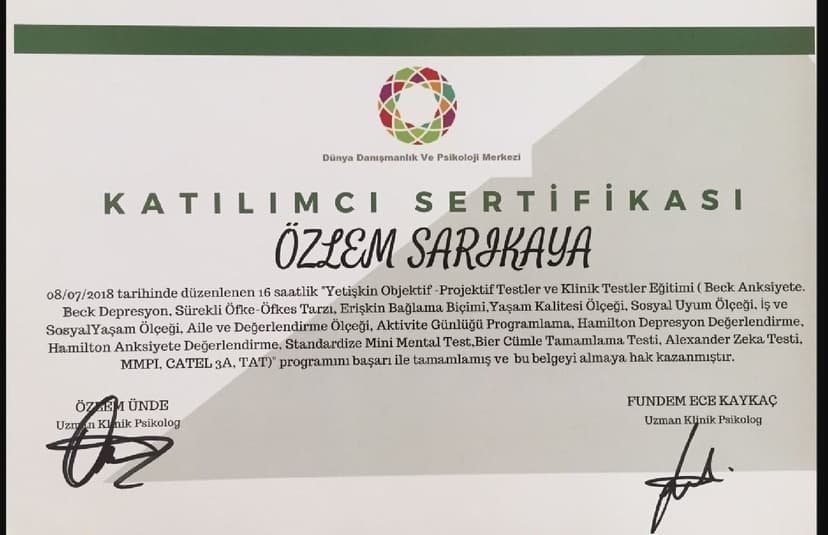 Dünya Danışmanlık Ve Psikoloji Merkezi
KATILIMCI SERTİFİKASI
ÖZLEM SARIKAYA
08/07/2018 tarihinde düzenlenen 16 saatlik "Yetişkin Objektif -Projektif Testler ve Klinik Testler Eğitimi ( Beck Anksiyete.
Beck Depresyon, Sürekli Öfke-Öfkes Tarzı, Erişkin Bağlama Biçimi,Yaşam Kalitesi Ölçeği, Sosyal Uyum Ölçeği, İş ve
SosyalYaşam Ölçeği, Aile ve Değerlendirme Ölçeği, Aktivite Günlüğü Programlama, Hamilton Depresyon Değerlendirme,
Hamilton Anksiyete Değerlendirme, Standardize Mini Mental Test,Bier Cümle Tamamlama Testi, Alexander Zeka Testi,
MMPI, CATEL 3A, TAT)" programını başarı ile tamamlamış ve bu belgeyi almaya hak kazanmıştır.
ÖZLEM ÜNDE
Uzman Klinik Psikolog
FUNDEM ECE KAYKAÇ
Uzman Klinik Psikolog